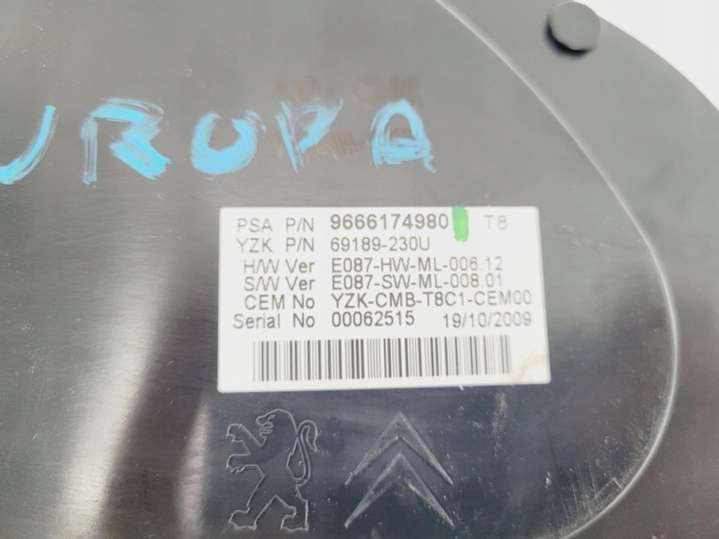 UROPA
PSA P/N 9666174980 T8
YZK P/N 69189-230U
H/W Ver E087-HW-ML-006.12
S/W Ver E087-SW-ML-008.01
CEM No YZK-CMB-T8C1-CEM00
Serial No 00062515 19/10/2009